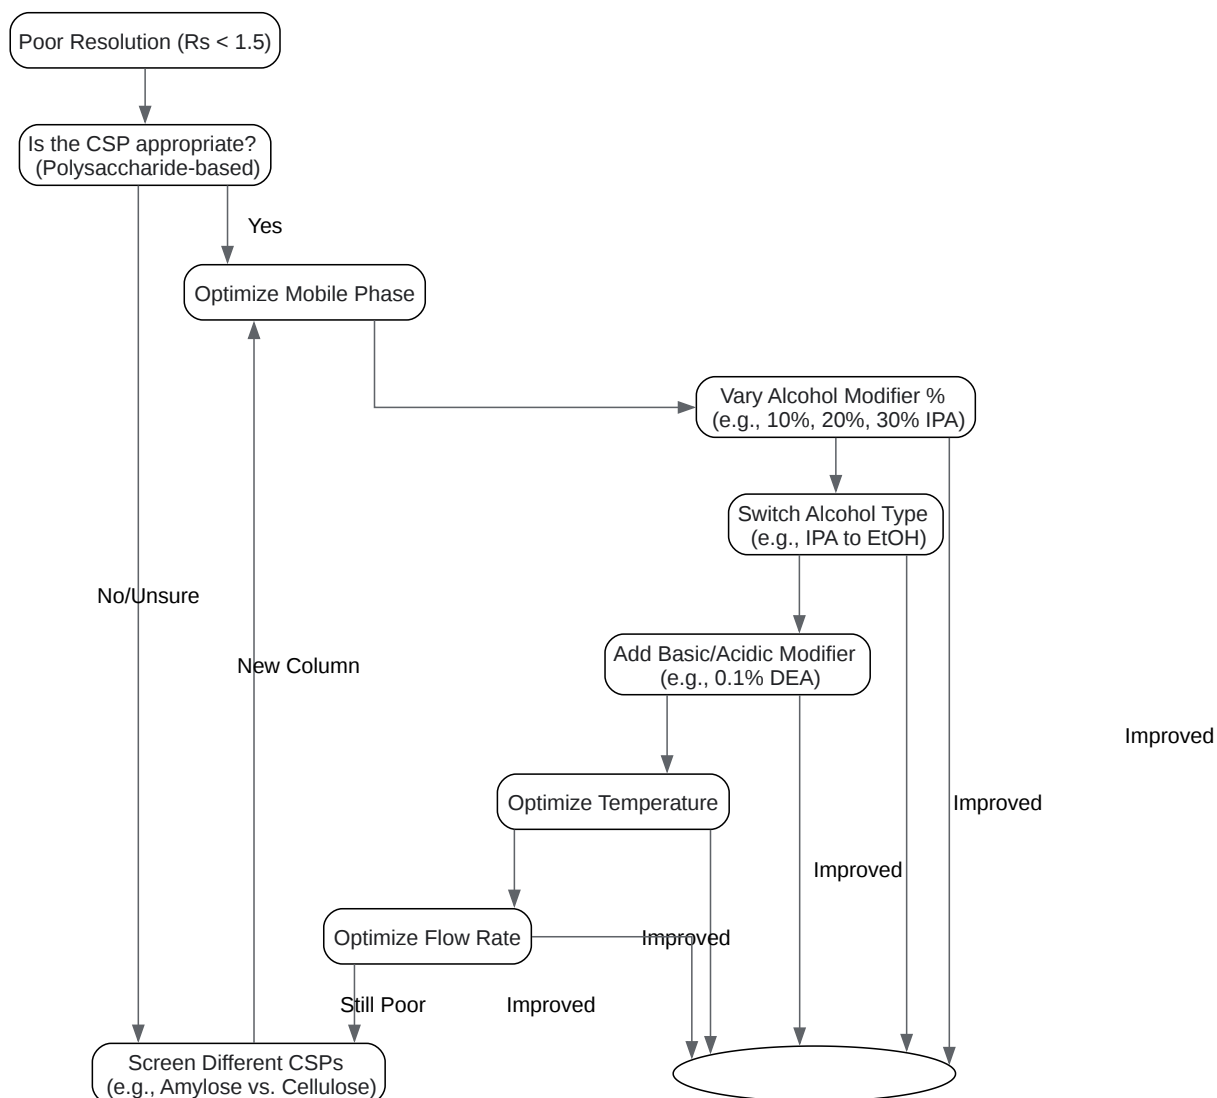 Poor Resolution (Rs < 1.5)
Is the CSP appropriate?
(Polysaccharide-based)
Yes
Optimize Mobile Phase
Vary Alcohol Modifier %
(e.g., 10%, 20%, 30% IPA)
Switch Alcohol Type
(e.g., IPA to EtOH)
No/Unsure
Add Basic/Acidic Modifier
(e.g., 0.1% DEA)
New Column
Improved
Optimize Temperature
Improved
Improved
Optimize Flow Rate
Improved
Still Poor
Improved
Screen Different CSPs
(e.g., Amylose vs. Cellulose)